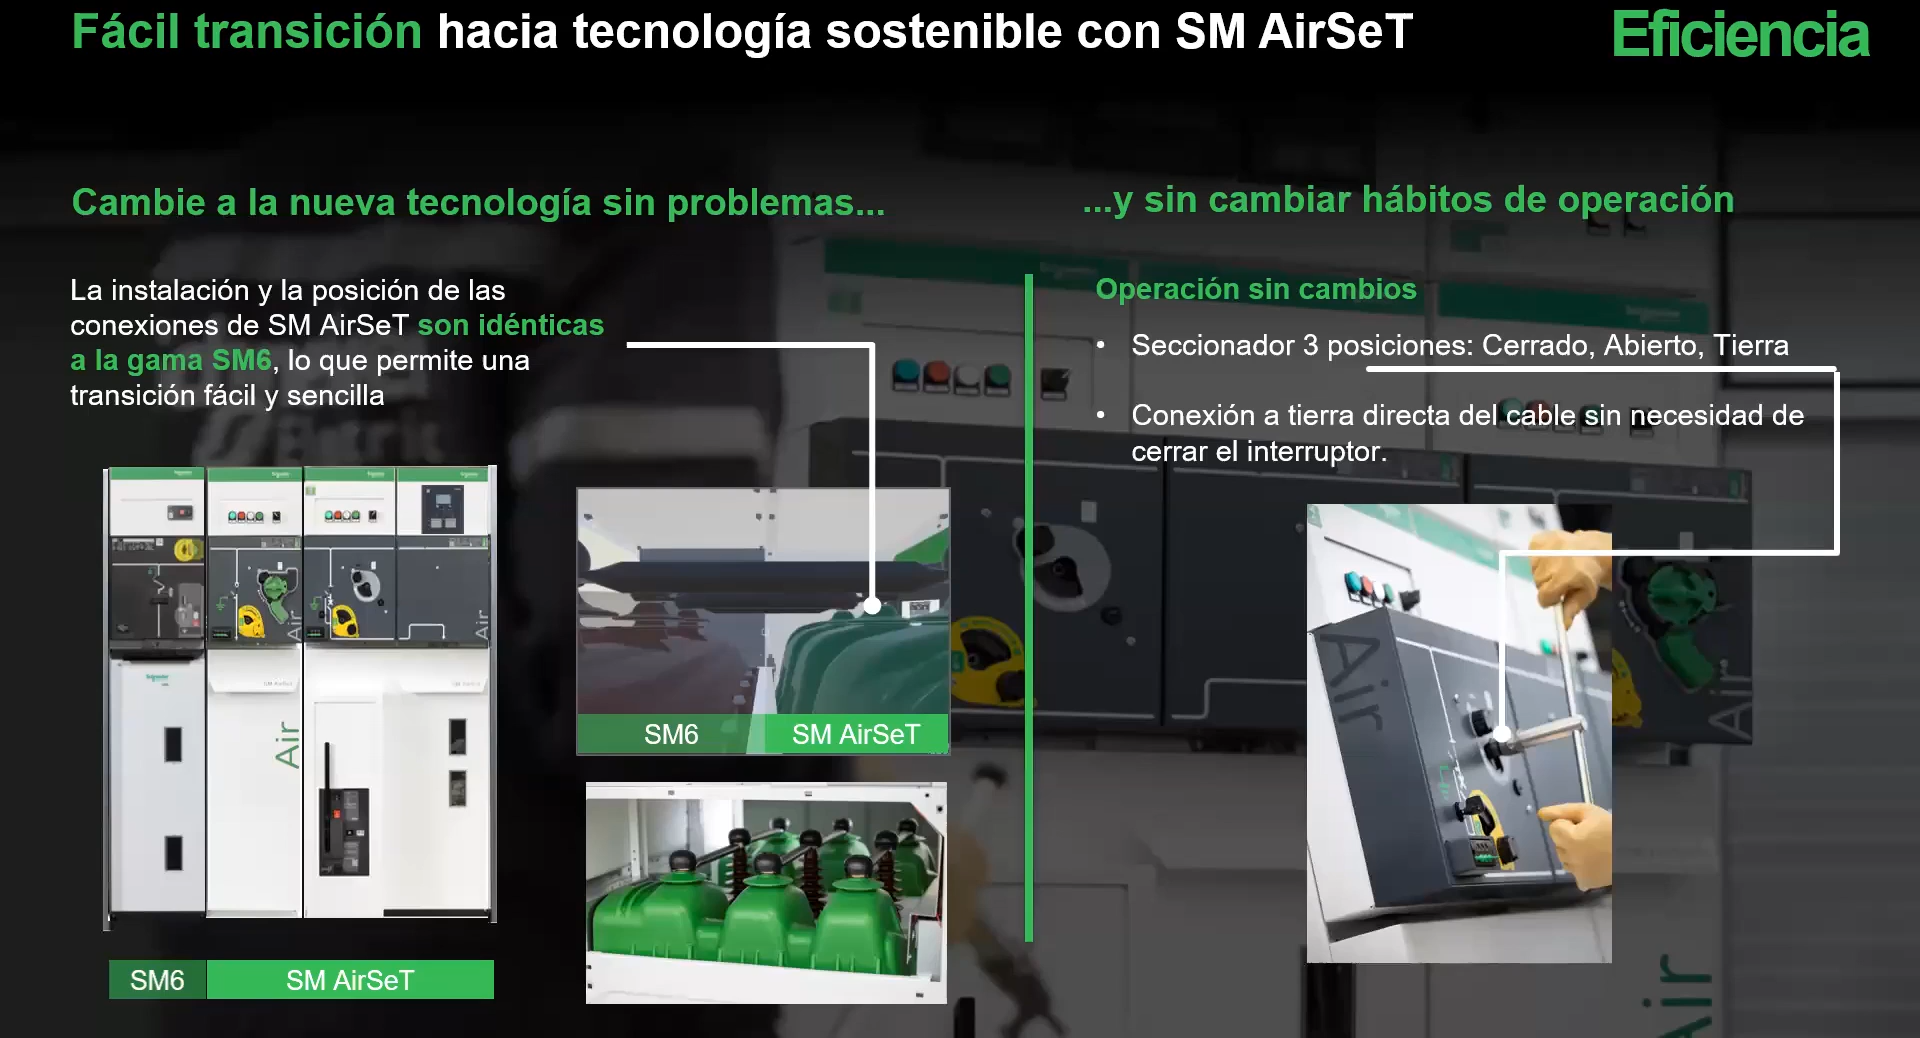 Fácil transición hacia tecnología sostenible con SM AirSeT
Eficiencia
Cambie a la nueva tecnología sin problemas...
La instalación y la posición de las
conexiones de SM AirSeT son idénticas
a la gama SM6, lo que permite una
transición fácil y sencilla
SM6
SM AirSeT
Air
SM6
SM AirSeT
...y sin cambiar hábitos de operación
Operación sin cambios
• Seccionador 3 posiciones: Cerrado, Abierto, Tierra
• Conexión a tierra directa del cable sin necesidad de
cerrar el interruptor.
Air
Air
Air